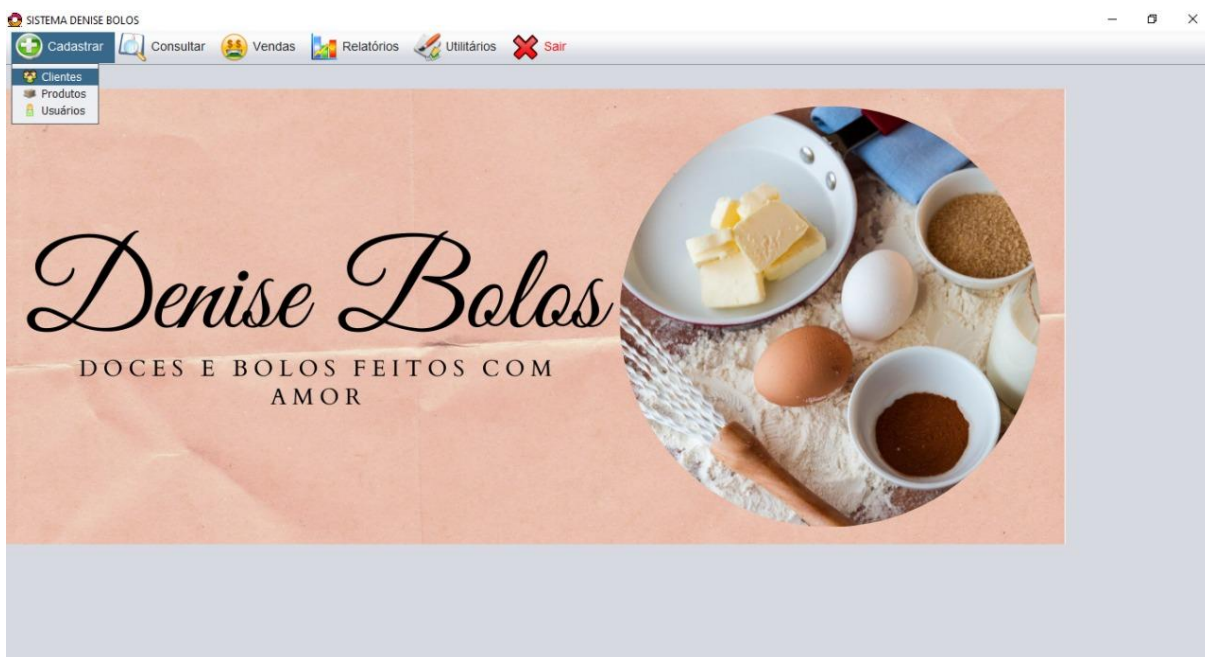 SISTEMA DENISE BOLOS
Cadastrar Consultar Vendas Relatórios Utilitários Sair
Clientes
Produtos
Usuários
Denise Bolos
DOCES E BOLOS FEITOS COM
AMOR